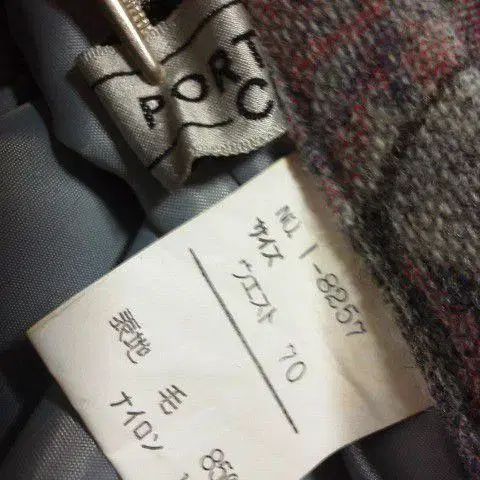 PORT
C
NO. 1-8257
サイズ
ウエスト 70
表地 毛
ナイロン